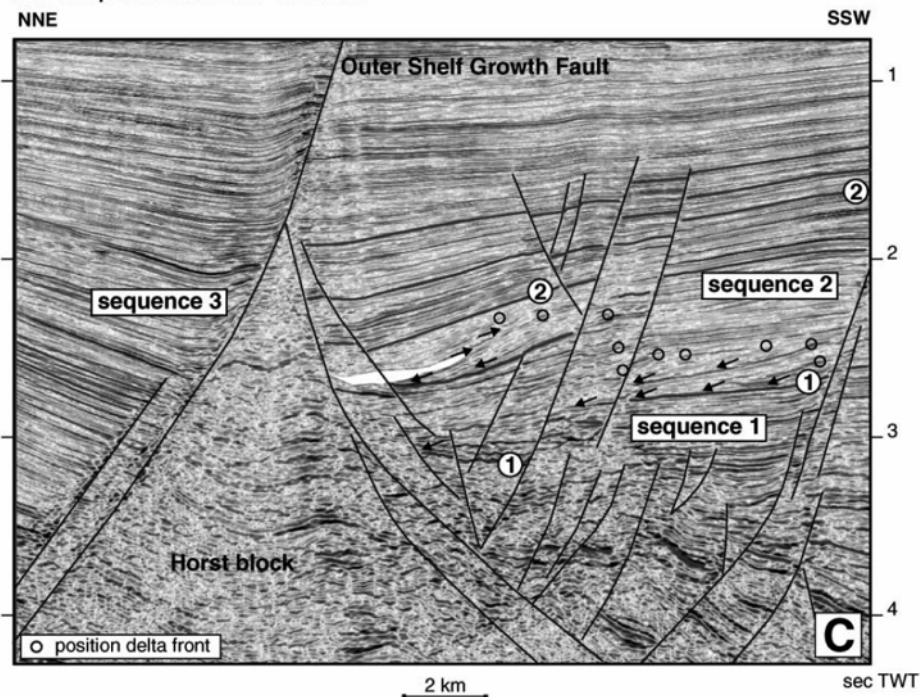 NNE SSW
Outer Shelf Growth Fault
1
2
2
sequence 2
sequence 3
2
1
sequence 1
3
1
Horst block
4
C
position delta front
sec TWT
2 km